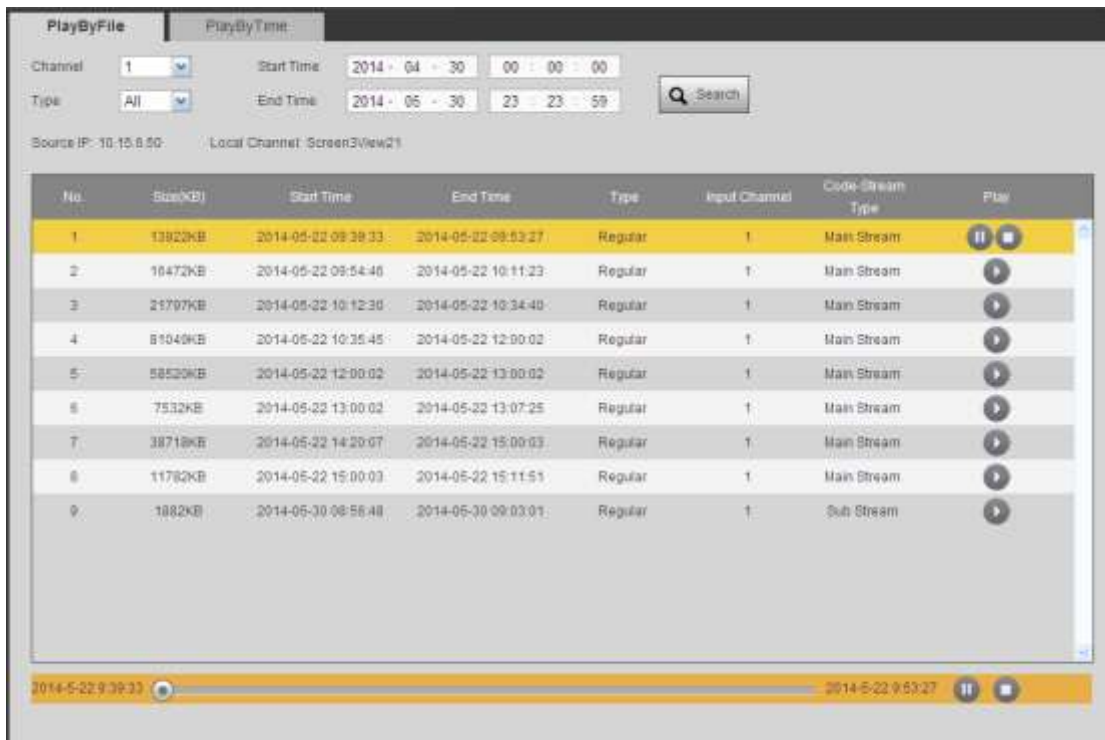 PlayByFile PlayByTime
Channel 1 Start Time 2014 - 04 - 30 00 : 00 : 00
Type All End Time 2014 - 05 - 30 23 : 23 : 59 Search
Source IP: 10.15.6.50 Local Channel: Screen3View21
No. Size(KB) Start Time End Time Type Input Channel Code-Stream Type Play
1 13922KB 2014-05-22 09:39:33 2014-05-22 09:53:27 Regular 1 Main Stream
2 16472KB 2014-05-22 09:54:46 2014-05-22 10:11:23 Regular 1 Main Stream
3 21797KB 2014-05-22 10:12:30 2014-05-22 10:34:40 Regular 1 Main Stream
4 81049KB 2014-05-22 10:35:45 2014-05-22 12:00:02 Regular 1 Main Stream
5 58520KB 2014-05-22 12:00:02 2014-05-22 13:00:02 Regular 1 Main Stream
6 7532KB 2014-05-22 13:00:02 2014-05-22 13:07:25 Regular 1 Main Stream
7 38718KB 2014-05-22 14:20:07 2014-05-22 15:00:03 Regular 1 Main Stream
8 11782KB 2014-05-22 15:00:03 2014-05-22 15:11:51 Regular 1 Main Stream
9 1882KB 2014-05-30 08:58:48 2014-05-30 09:03:01 Regular 1 Sub Stream
2014-5-22 9:39:33 2014-5-22 9:53:27